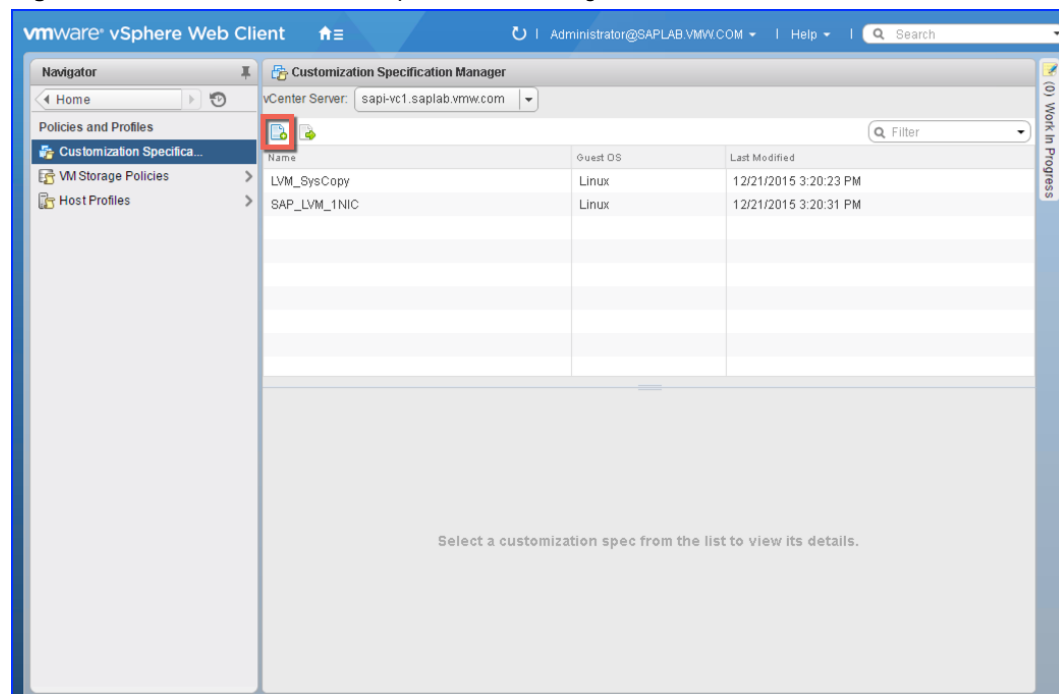 vmware® vSphere Web Client
Administrator@SAPLAB.VMW.COM
Help
Search
Navigator
Home
Policies and Profiles
Customization Specifica...
VM Storage Policies
Host Profiles
Customization Specification Manager
vCenter Server: sapi-vc1.saplab.vmw.com
Filter
Name Guest OS Last Modified
LVM_SysCopy Linux 12/21/2015 3:20:23 PM
SAP_LVM_1NIC Linux 12/21/2015 3:20:31 PM
Select a customization spec from the list to view its details.
(0) Work In Progress